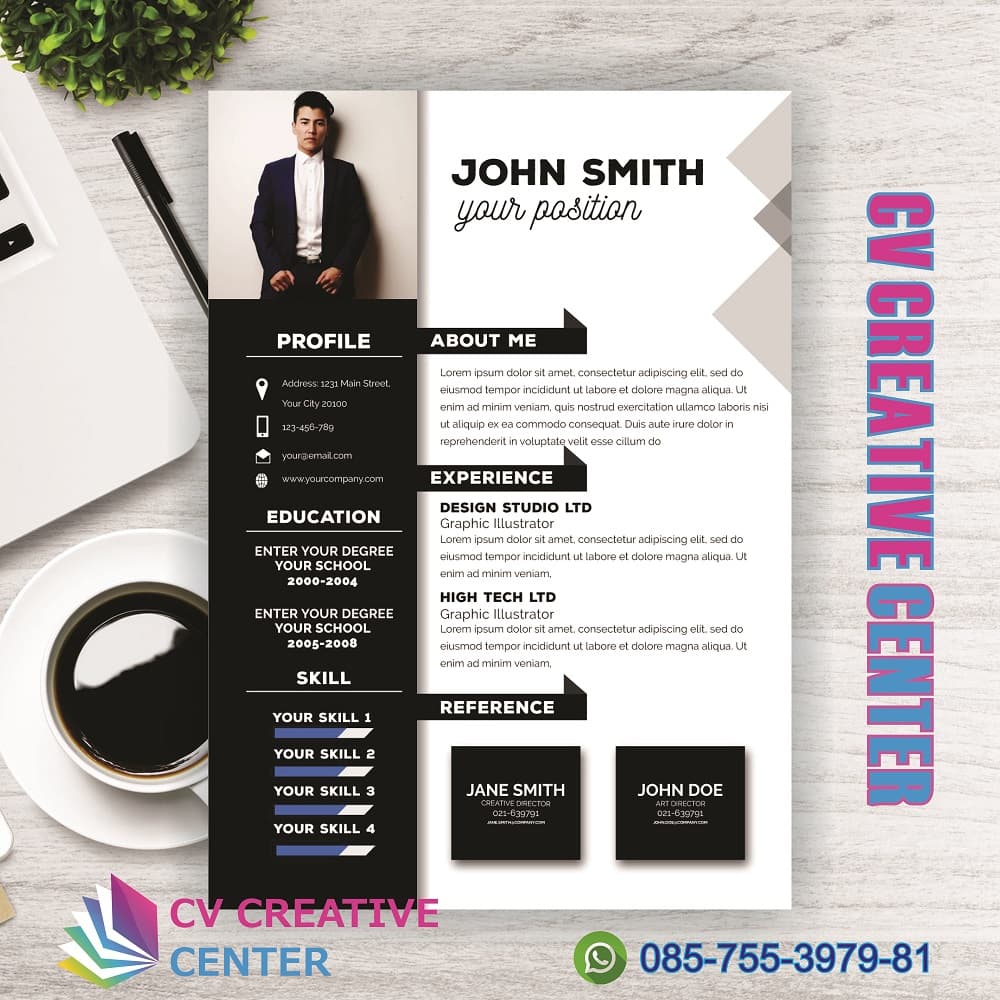 JOHN SMITH
your position
PROFILE
Address: 1231 Main Street,
Your City 20100
123-456-789
your@email.com
www.yourcompany.com
EDUCATION
ENTER YOUR DEGREE
YOUR SCHOOL
2000-2004
ENTER YOUR DEGREE
YOUR SCHOOL
2005-2008
SKILL
YOUR SKILL 1
YOUR SKILL 2
YOUR SKILL 3
YOUR SKILL 4
ABOUT ME
Lorem ipsum dolor sit amet, consectetur adipiscing elit, sed do
eiusmod tempor incididunt ut labore et dolore magna aliqua. Ut
enim ad minim veniam, quis nostrud exercitation ullamco laboris nisi
ut aliquip ex ea commodo consequat. Duis aute irure dolor in
reprehenderit in voluptate velit esse cillum do
EXPERIENCE
DESIGN STUDIO LTD
Graphic Illustrator
Lorem ipsum dolor sit amet, consectetur adipiscing elit, sed do
eiusmod tempor incididunt ut labore et dolore magna aliqua. Ut
enim ad minim veniam,
HIGH TECH LTD
Graphic Illustrator
Lorem ipsum dolor sit amet, consectetur adipiscing elit, sed do
eiusmod tempor incididunt ut labore et dolore magna aliqua. Ut
enim ad minim veniam,
REFERENCE
JANE SMITH
CREATIVE DIRECTOR
021-639791
JANE.SMITH@COMPANY.COM
JOHN DOE
ART DIRECTOR
021-639791
JOHN.DOE@COMPANY.COM
CV CREATIVE CENTER
CV CREATIVE
CENTER
085-755-3979-81